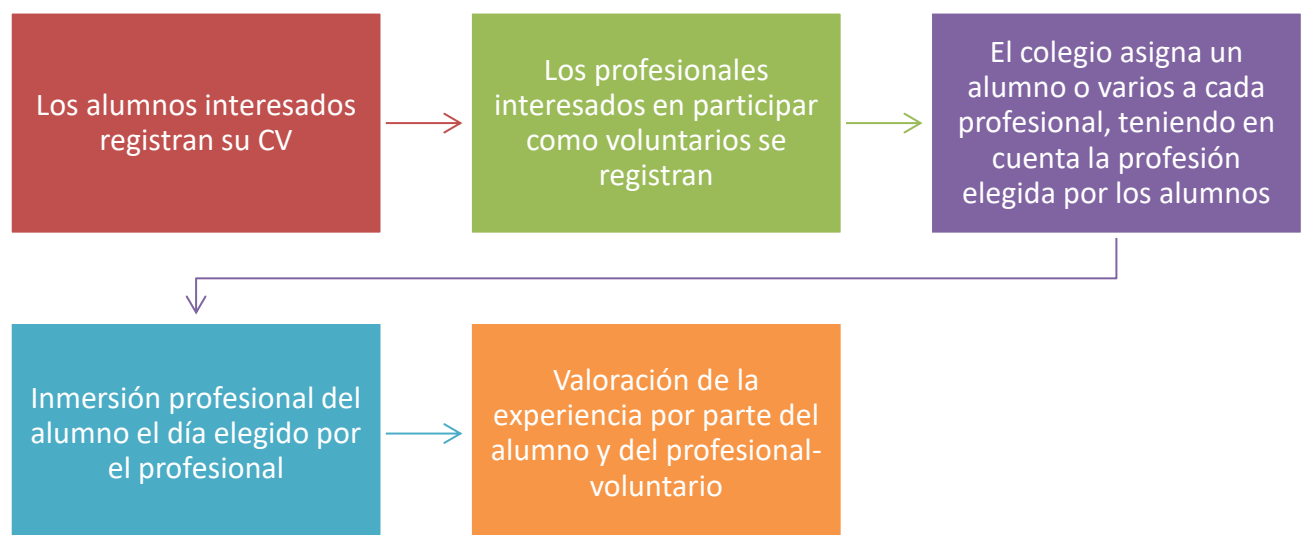 Los alumnos interesados
registran su CV
Los profesionales
interesados en participar
como voluntarios se
registran
El colegio asigna un
alumno o varios a cada
profesional, teniendo en
cuenta la profesión
elegida por los alumnos
Inmersión profesional del
alumno el día elegido por
el profesional
Valoración de la
experiencia por parte del
alumno y del profesional-
voluntario